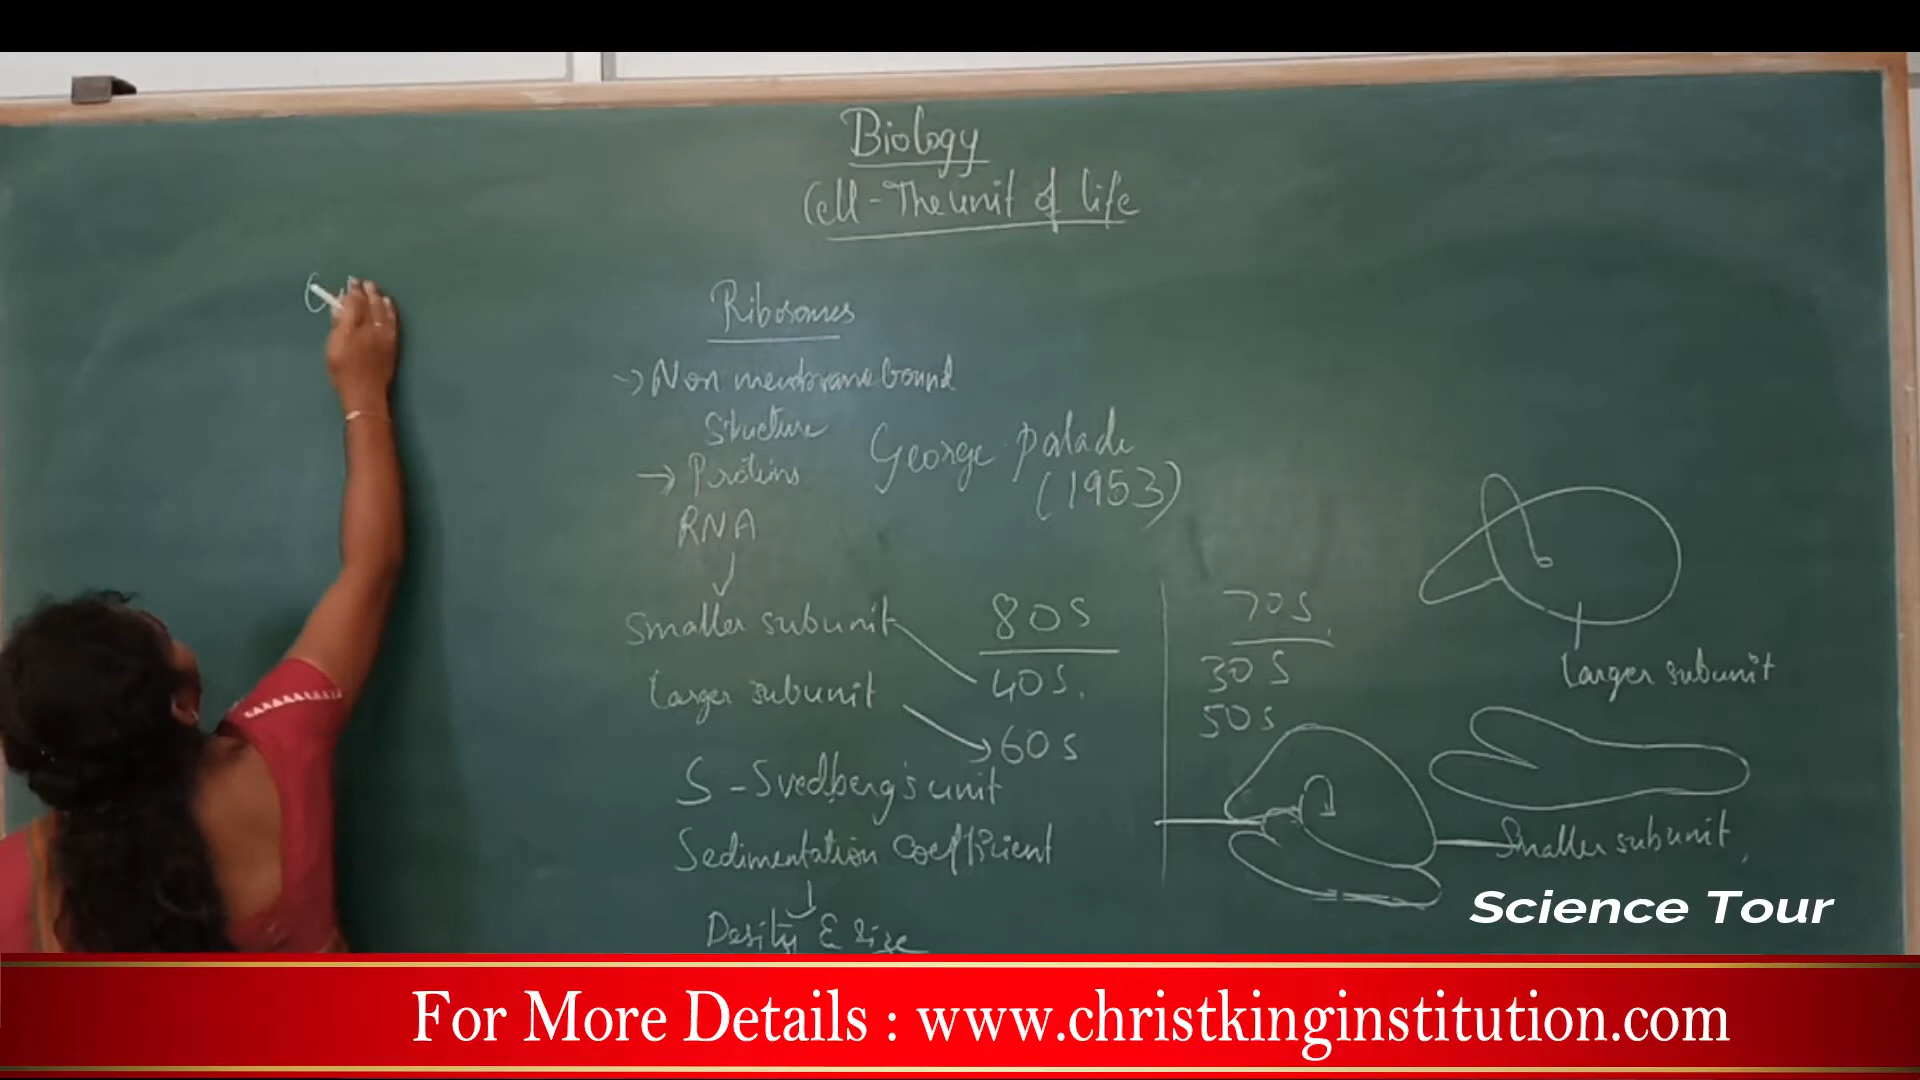 Biology
Cell - The unit of life
Ribosomes
→ Non membrane bound
Structure
→ Proteins
George Palade
(1953)
RNA
Smaller subunit
80S
70S
Larger subunit
40S.
30S
60S
50S
Larger subunit
S - Svedberg's unit
Sedimentation coefficient
Smaller subunit,
Desity & size
Science Tour
For More Details : www.christkinginstitution.com